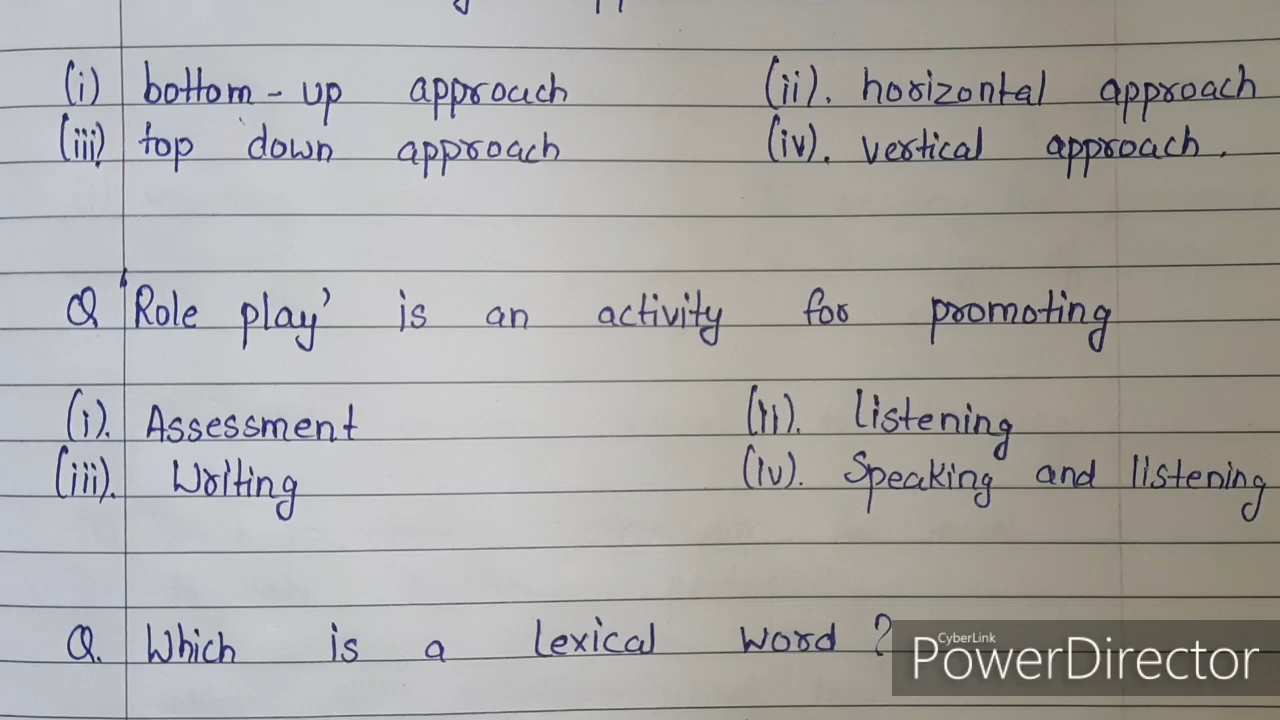 (i) bottom-up approach (ii). horizontal approach
(iii) top down approach (iv). vertical approach.
Q 'Role play' is an activity for promoting
(i). Assessment (ii). listening
(iii). Writing (iv). Speaking and listening
Q. Which is a lexical word?
CyberLink
PowerDirector